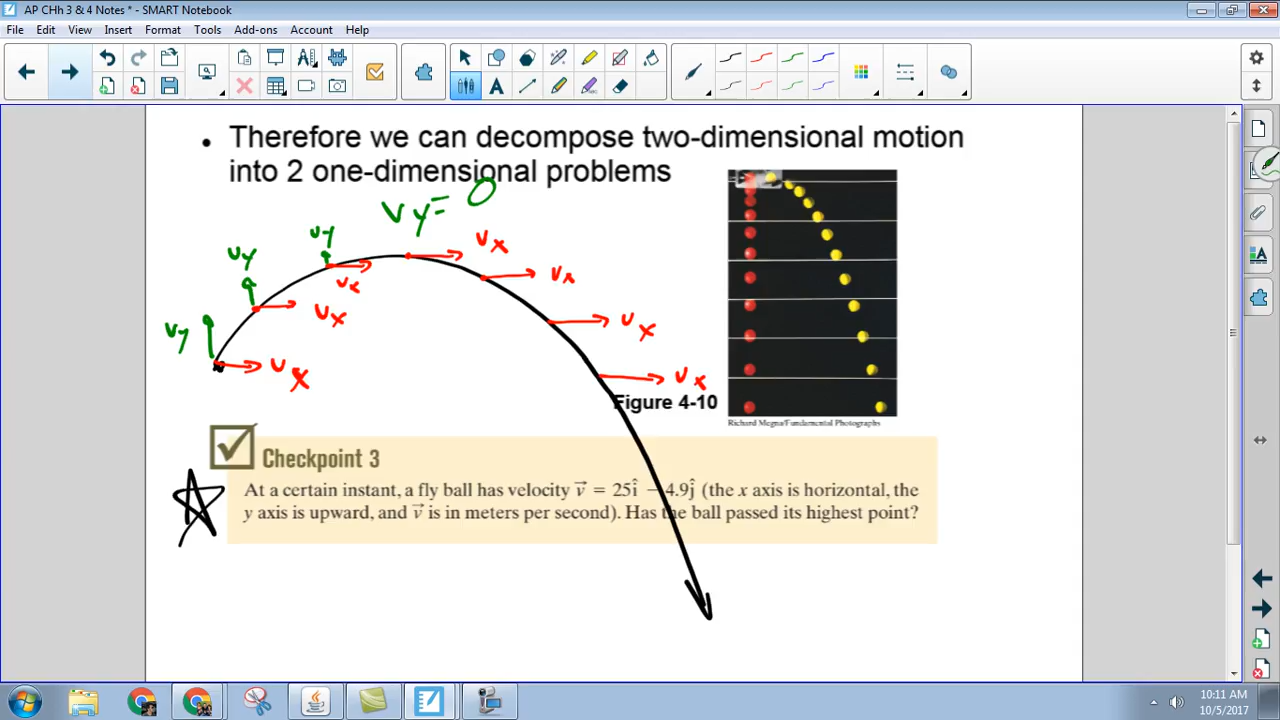 AP CHh 3 & 4 Notes * - SMART Notebook
File Edit View Insert Format Tools Add-ons Account Help
• Therefore we can decompose two-dimensional motion
into 2 one-dimensional problems
vy= 0
vy
vx
vy
vx
vx
vy
vx
vx
vy
vx
vx
Figure 4-10
Richard Megna/Fundamental Photographs
Checkpoint 3
At a certain instant, a fly ball has velocity v⃗ = 25î − 4.9ĵ (the x axis is horizontal, the
y axis is upward, and v⃗ is in meters per second). Has the ball passed its highest point?
10:11 AM
10/5/2017